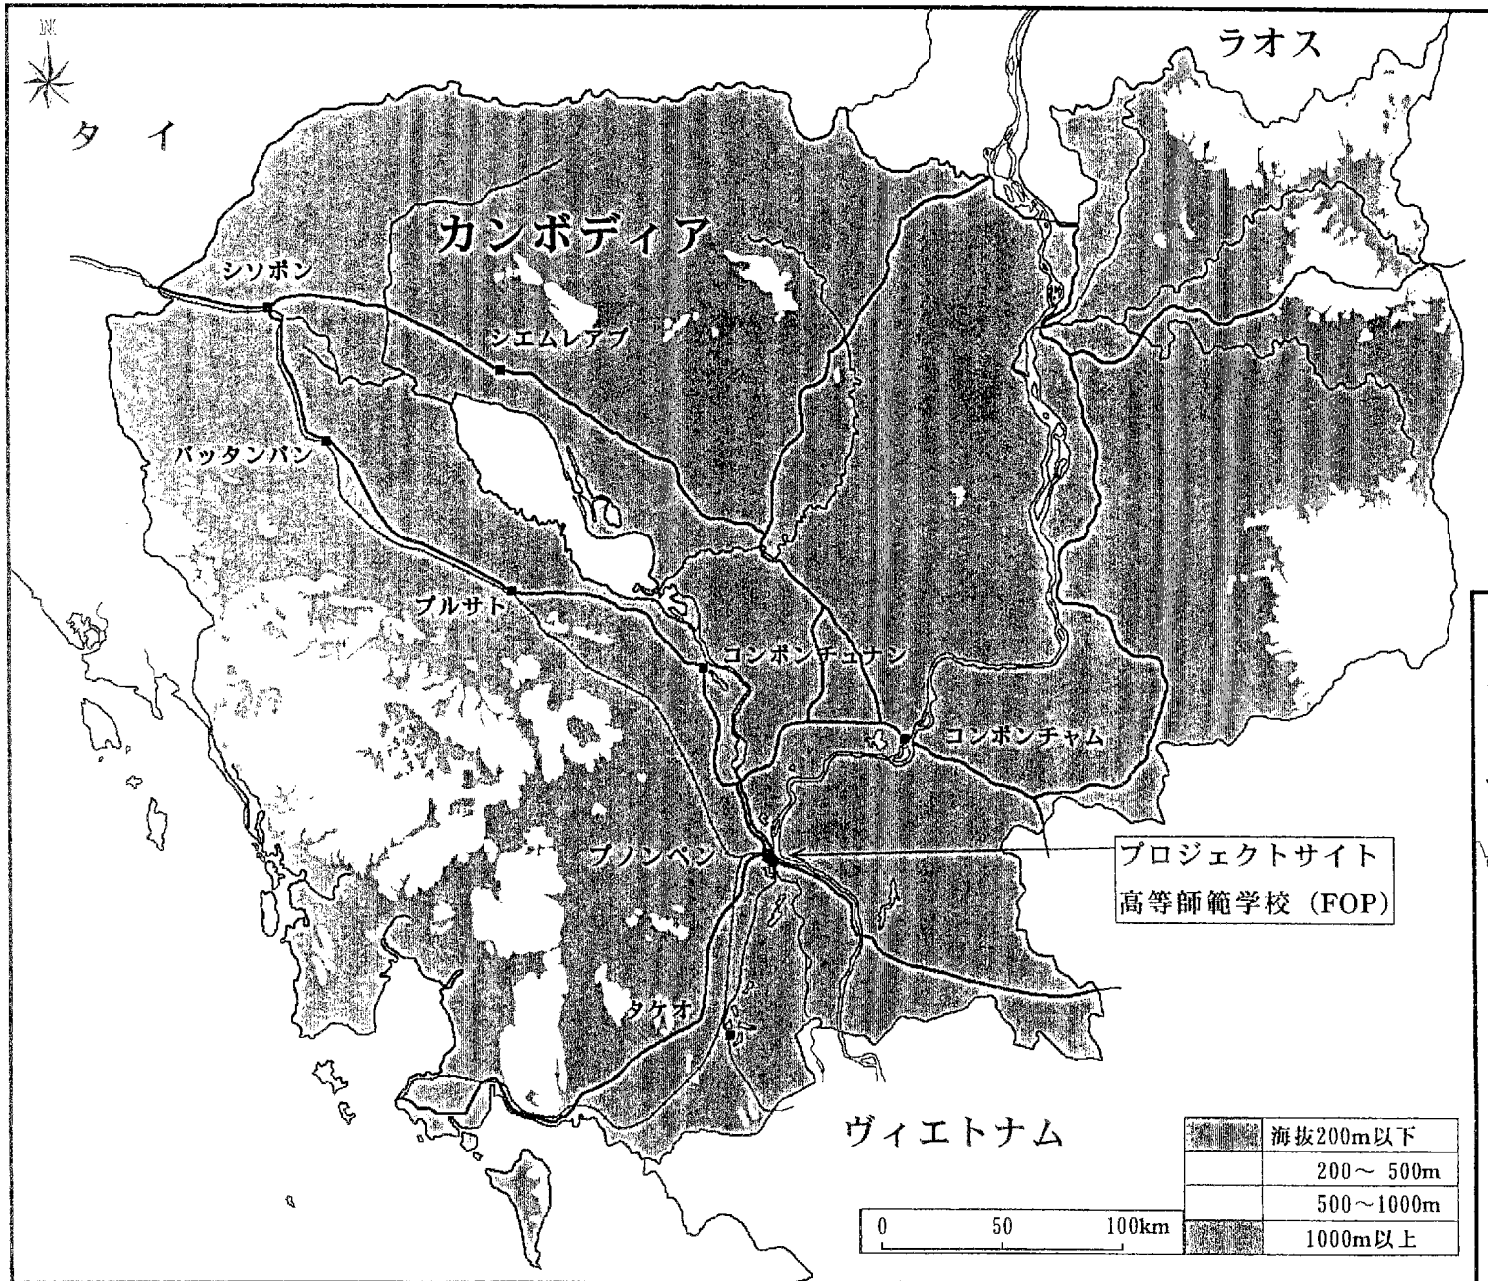 N
ラオス
タイ
カンボディア
シソポン
シエムレアプ
バッタンバン
プルサト
コンポンチュナン
コンポンチャム
プノンペン
プロジェクトサイト
高等師範学校 (FOP)
タケオ
ヴィエトナム
海抜200m以下
200〜 500m
500〜1000m
1000m以上
0 50 100km